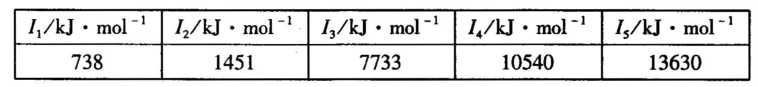 I₁/kJ · mol⁻¹ I₂/kJ · mol⁻¹ I₃/kJ · mol⁻¹ I₄/kJ · mol⁻¹ I₅/kJ · mol⁻¹
738 1451 7733 10540 13630